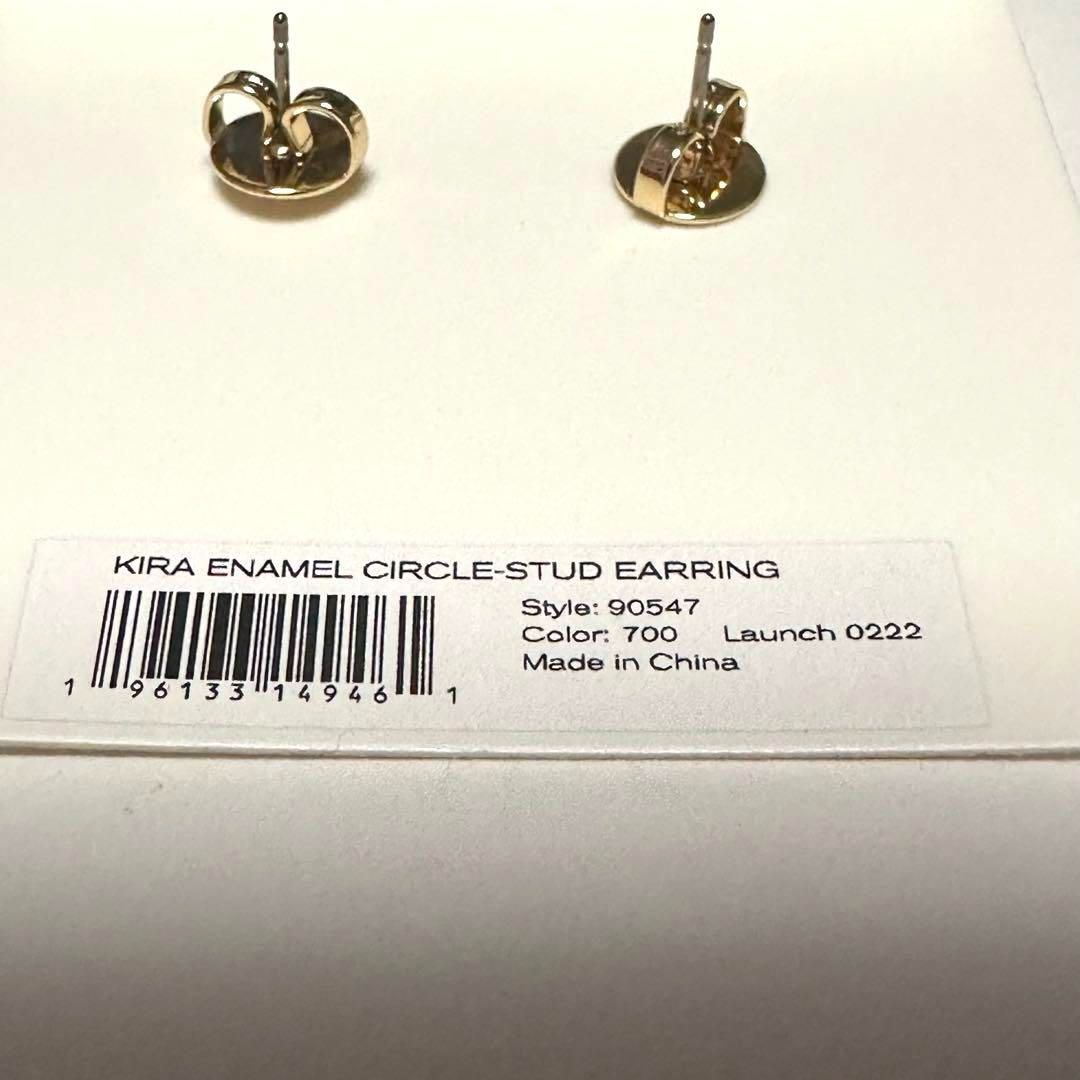 KIRA ENAMEL CIRCLE-STUD EARRING
Style: 90547
Color: 700 Launch 0222
Made in China
1 96133 14946 1